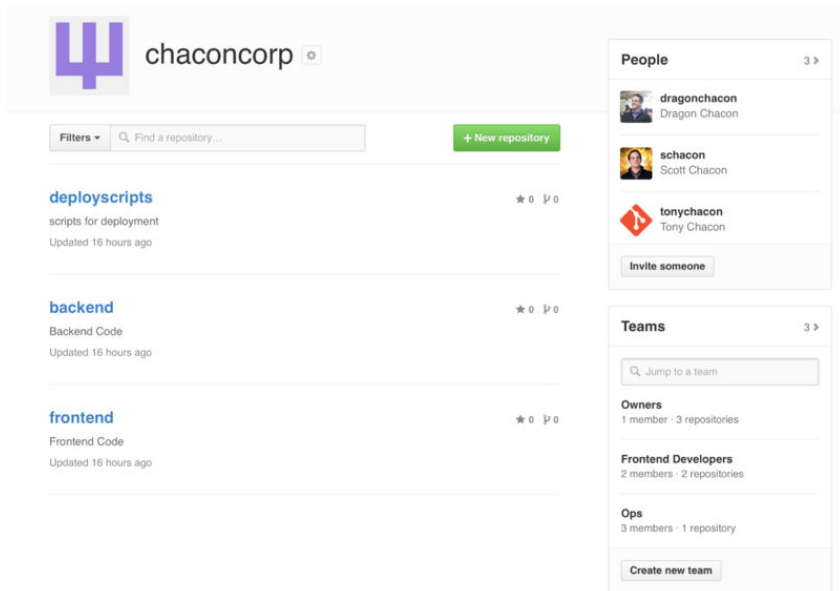 chaconcorp
Filters
Find a repository...
+ New repository
deployscripts
0 0
scripts for deployment
Updated 16 hours ago
backend
0 0
Backend Code
Updated 16 hours ago
frontend
0 0
Frontend Code
Updated 16 hours ago
People 3
dragonchacon
Dragon Chacon
schacon
Scott Chacon
tonychacon
Tony Chacon
Invite someone
Teams 3
Jump to a team
Owners
1 member · 3 repositories
Frontend Developers
2 members · 2 repositories
Ops
3 members · 1 repository
Create new team